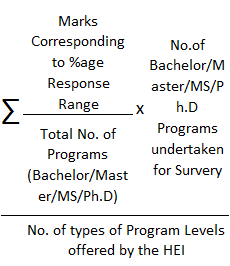 Marks
Corresponding
to %age
Response
Range
∑
x
Total No. of
Programs
(Bachelor/Mast
er/MS/Ph.D)
No.of
Bachelor/M
aster/MS/P
h.D
Programs
undertaken
for Survery
No. of types of Program Levels
offered by the HEI